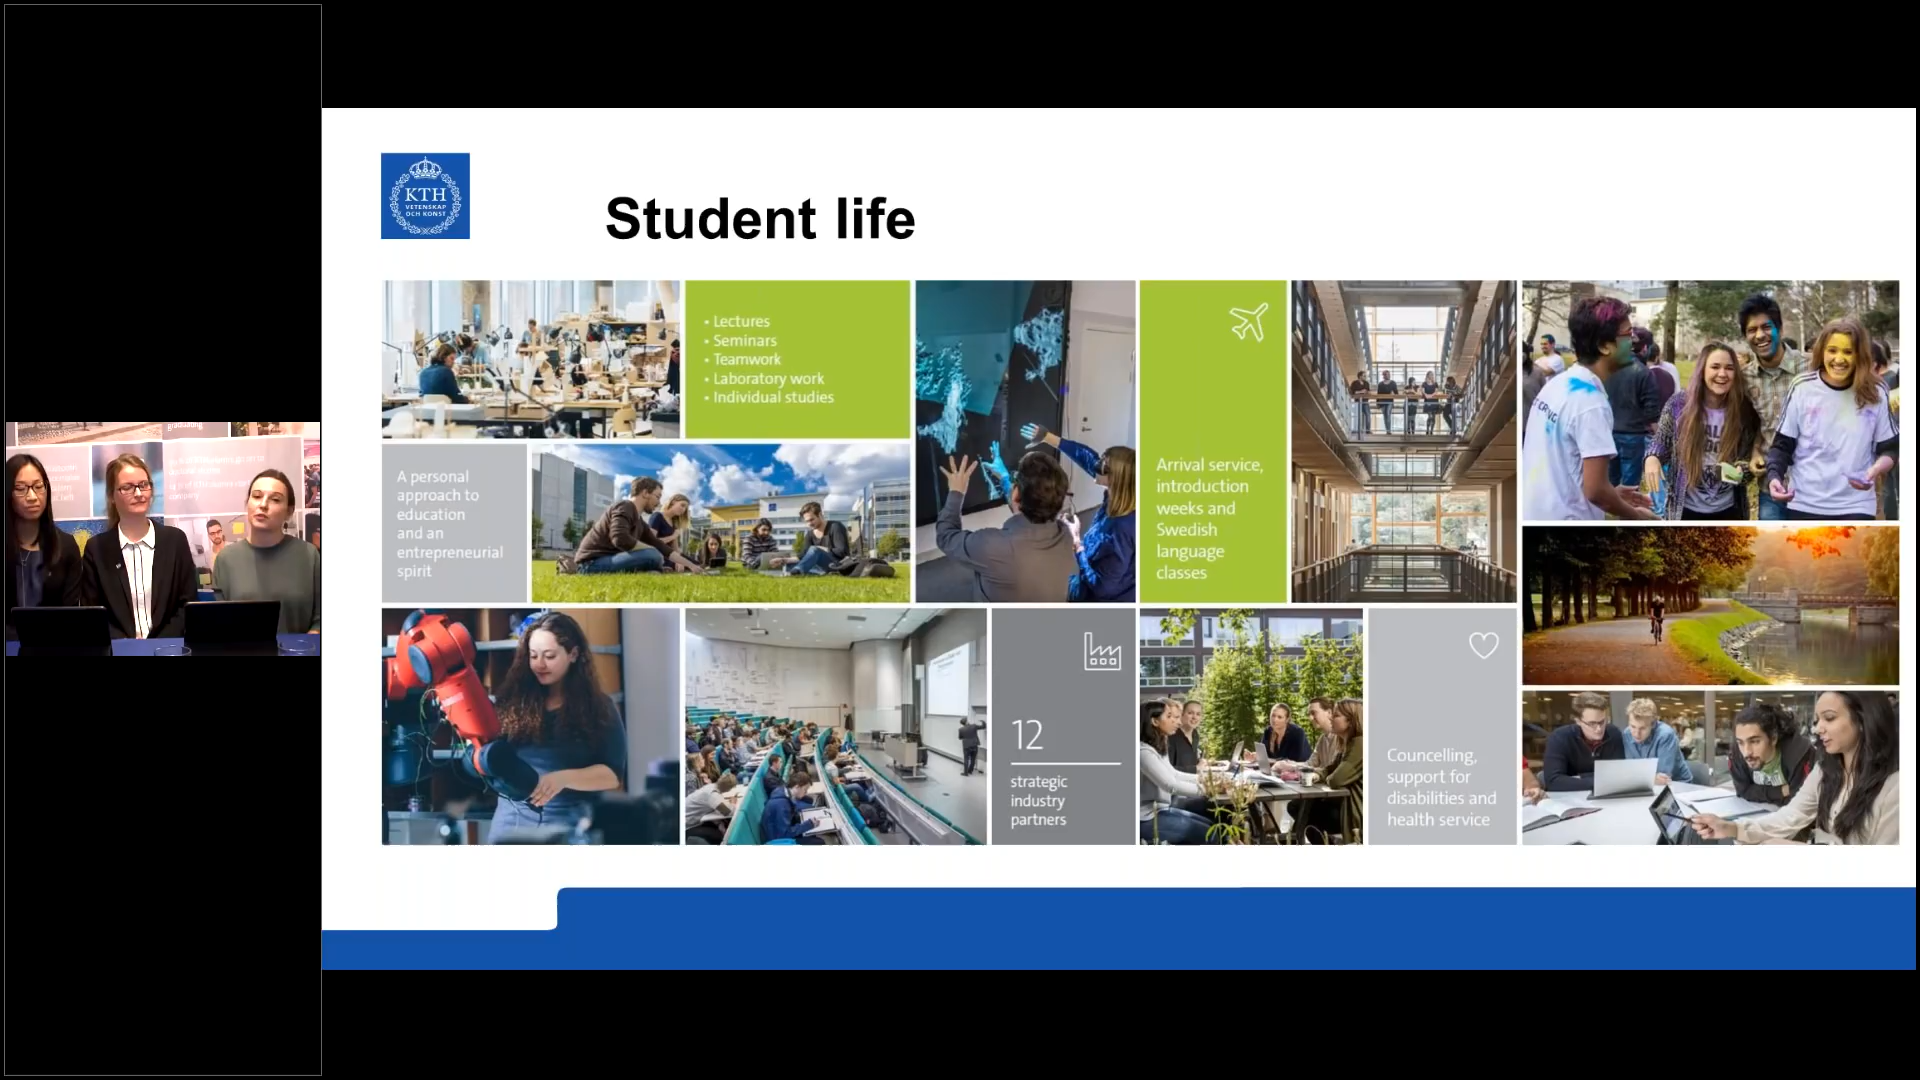 KTH
VETENSKAP
OCH KONST
Student life
• Lectures
• Seminars
• Teamwork
• Laboratory work
• Individual studies
A personal
approach to
education
and an
entrepreneurial
spirit
Arrival service,
introduction
weeks and
Swedish
language
classes
12
strategic
industry
partners
Councelling,
support for
disabilities and
health service
graduating
company